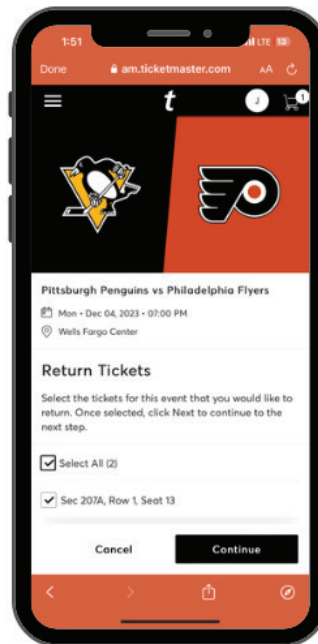 1:51 LTE 13
Done am.ticketmaster.com AA
t J 1
Pittsburgh Penguins vs Philadelphia Flyers
Mon • Dec 04, 2023 • 07:00 PM
Wells Fargo Center
Return Tickets
Select the tickets for this event that you would like to
return. Once selected, click Next to continue to the
next step.
Select All (2)
Sec 207A, Row 1, Seat 13
Cancel Continue